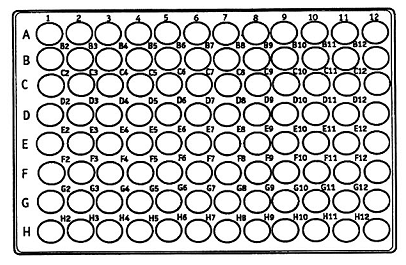 1 2 3 4 5 6 7 8 9 10 11 12
A
B2 B3 B4 B5 B6 B7 B8 B9 B10 B11 B12
B
C2 C3 C4 C5 C6 C7 C8 C9 C10 C11 C12
C
D2 D3 D4 D5 D6 D7 D8 D9 D10 D11 D12
D
E2 E3 E4 E5 E6 E7 E8 E9 E10 E11 E12
E
F2 F3 F4 F5 F6 F7 F8 F9 F10 F11 F12
F
G2 G3 G4 G5 G6 G7 G8 G9 G10 G11 G12
G
H2 H3 H4 H5 H6 H7 H8 H9 H10 H11 H12
H